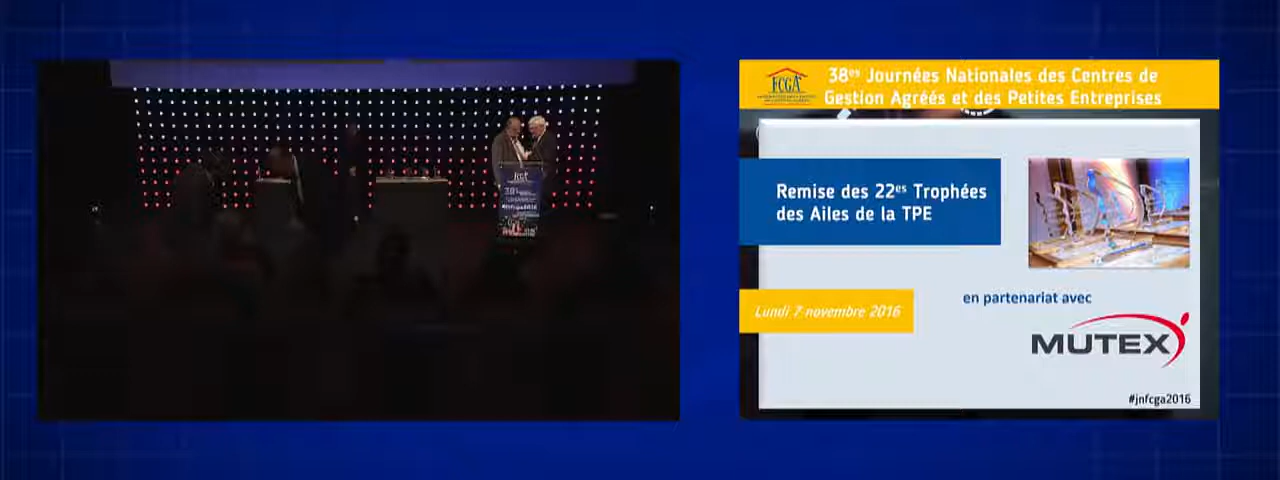 38es Journées Nationales des Centres de
Gestion Agréés et des Petites Entreprises
FCGA
Remise des 22es Trophées
des Ailes de la TPE
Lundi 7 novembre 2016
en partenariat avec
MUTEX
#jnfcga2016